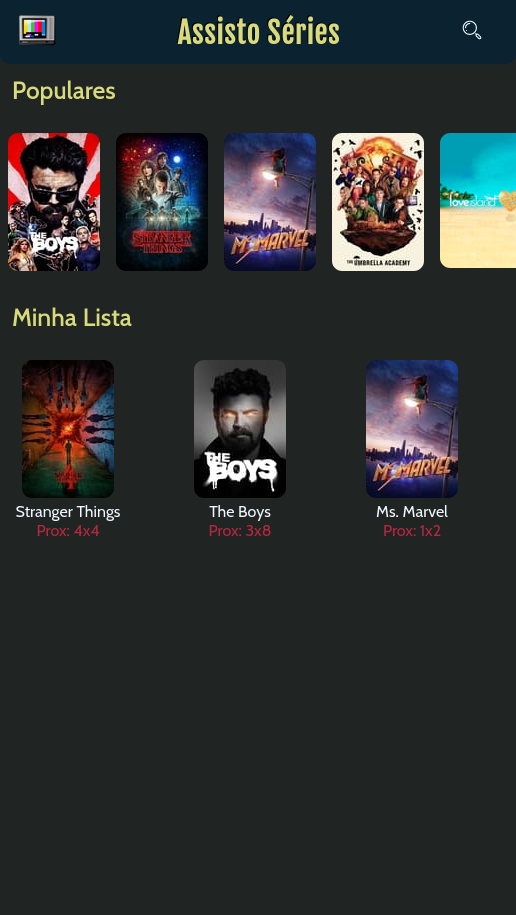 Assisto Séries
Populares
THE BOYS
STRANGER THINGS
Ms. MARVEL
THE UMBRELLA ACADEMY
love island
Minha Lista
THE BOYS
Ms. MARVEL
Stranger Things
The Boys
Ms. Marvel
Prox: 4x4
Prox: 3x8
Prox: 1x2